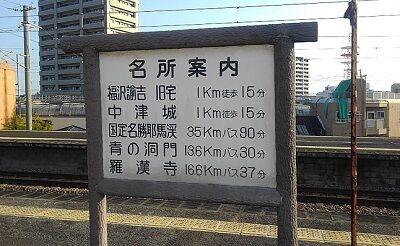 名所案内
福沢諭吉 旧宅 1Km徒歩15分
中津城 1Km徒歩15分
国定名勝耶馬渓 35Kmバス90分
青の洞門 13.6Kmバス30分
羅漢寺 16.6Kmバス37分